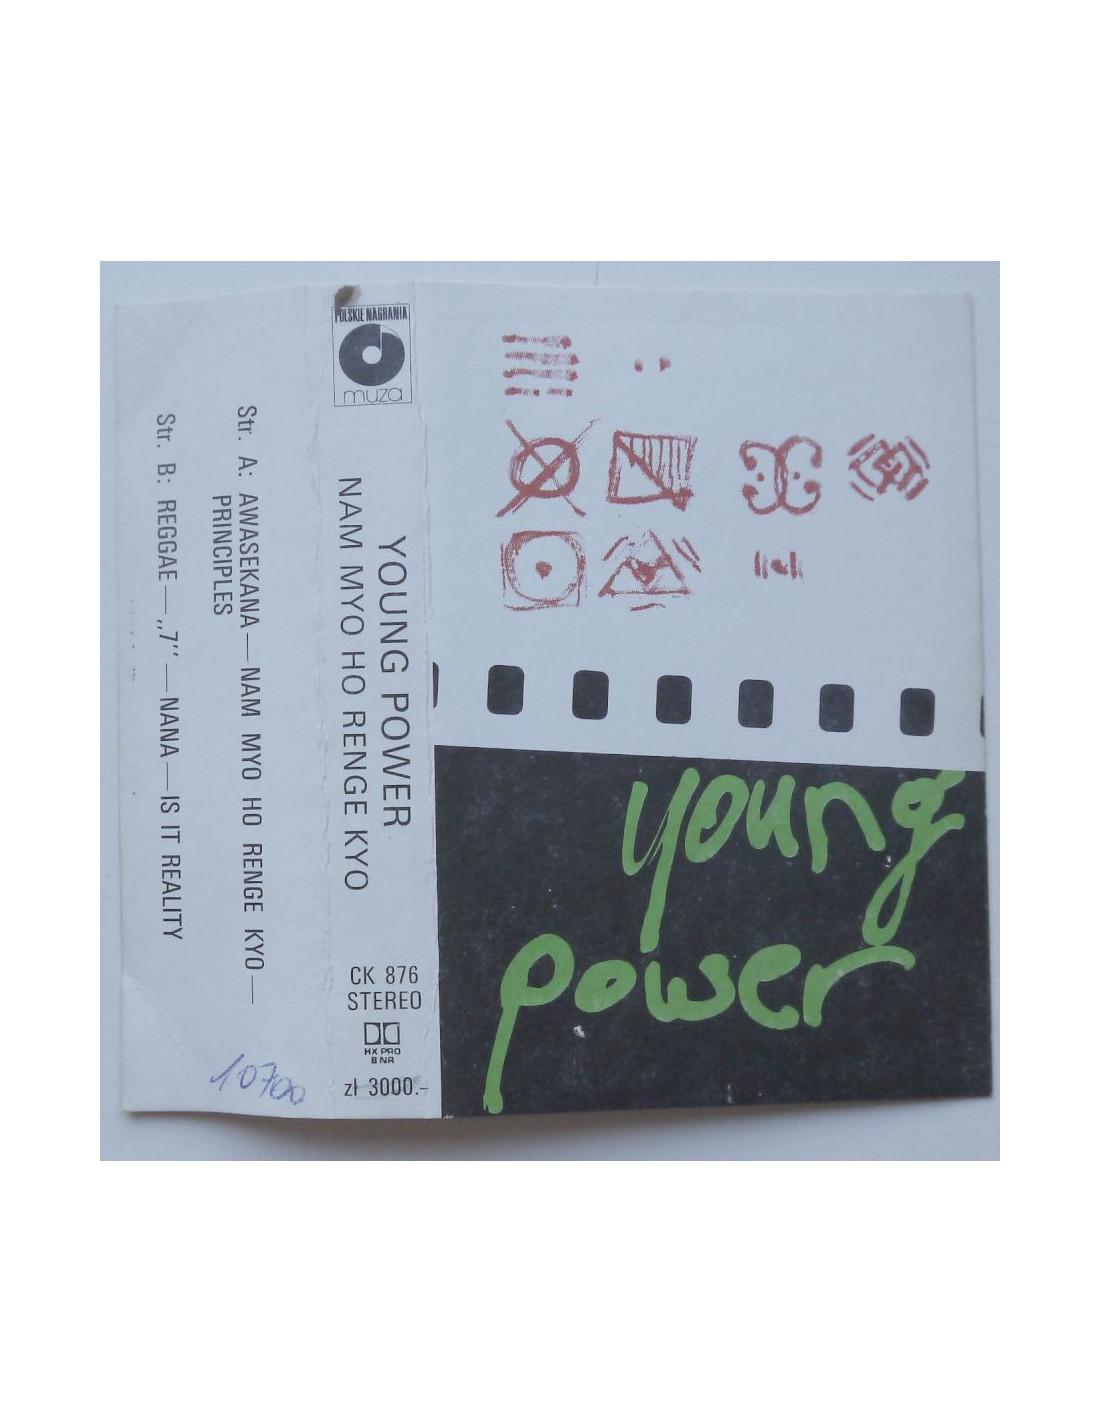 Str. A: AWASEKANA—NAM MYO HO RENGE KYO—
PRINCIPLES
Str. B: REGGAE—„7”—NANA—IS IT REALITY
10700
POLSKIE NAGRANIA
muza
YOUNG POWER
NAM MYO HO RENGE KYO
CK 876
STEREO
HX PRO
B NR
zł 3000.-
young
power